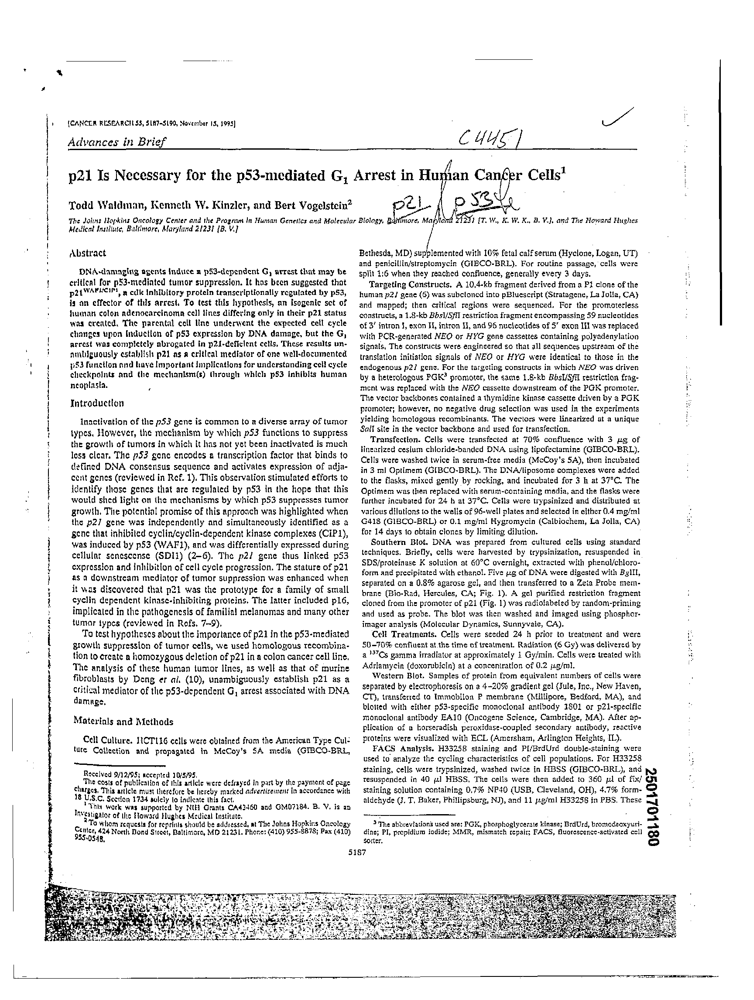 [CANCER RESEARCH 55, 5187-5190, November 15, 1995]
Advances in Brief
C4451
p21 Is Necessary for the p53-mediated G1 Arrest in Human Cancer Cells1
Todd Waldman, Kenneth W. Kinzler, and Bert Vogelstein2
p21 p53
The Johns Hopkins Oncology Center and the Program in Human Genetics and Molecular Biology, Baltimore, Maryland 21231 [T. W., K. W. K., B. V.], and The Howard Hughes
Medical Institute, Baltimore, Maryland 21231 [B. V.]
Abstract
DNA-damaging agents induce a p53-dependent G1 arrest that may be
critical for p53-mediated tumor suppression. It has been suggested that
p21WAF1/CIP1, a cdk inhibitory protein transcriptionally regulated by p53,
is an effector of this arrest. To test this hypothesis, an isogenic set of
human colon adenocarcinoma cell lines differing only in their p21 status
was created. The parental cell line underwent the expected cell cycle
changes upon induction of p53 expression by DNA damage, but the G1
arrest was completely abrogated in p21-deficient cells. These results un-
ambiguously establish p21 as a critical mediator of one well-documented
p53 function and have important implications for understanding cell cycle
checkpoints and the mechanism(s) through which p53 inhibits human
neoplasia.
Introduction
Inactivation of the p53 gene is common to a diverse array of tumor
types. However, the mechanism by which p53 functions to suppress
the growth of tumors in which it has not yet been inactivated is much
less clear. The p53 gene encodes a transcription factor that binds to
defined DNA consensus sequence and activates expression of adja-
cent genes (reviewed in Ref. 1). This observation stimulated efforts to
identify those genes that are regulated by p53 in the hope that this
would shed light on the mechanisms by which p53 suppresses tumor
growth. The potential promise of this approach was highlighted when
the p21 gene was independently and simultaneously identified as a
gene that inhibited cyclin/cyclin-dependent kinase complexes (CIP1),
was induced by p53 (WAF1), and was differentially expressed during
cellular senescense (SDI1) (2-6). The p21 gene thus linked p53
expression and inhibition of cell cycle progression. The stature of p21
as a downstream mediator of tumor suppression was enhanced when
it was discovered that p21 was the prototype for a family of small
cyclin dependent kinase-inhibiting proteins. The latter included p16,
implicated in the pathogenesis of familial melanomas and many other
tumor types (reviewed in Refs. 7-9).
To test hypotheses about the importance of p21 in the p53-mediated
growth suppression of tumor cells, we used homologous recombina-
tion to create a homozygous deletion of p21 in a colon cancer cell line.
The analysis of these human tumor lines, as well as that of murine
fibroblasts by Deng et al. (10), unambiguously establish p21 as a
critical mediator of the p53-dependent G1 arrest associated with DNA
damage.
Materials and Methods
Cell Culture. HCT116 cells were obtained from the American Type Cul-
ture Collection and propagated in McCoy's 5A media (GIBCO-BRL,
Received 9/12/95; accepted 10/5/95.
The costs of publication of this article were defrayed in part by the payment of page
charges. This article must therefore be hereby marked advertisement in accordance with
18 U.S.C. Section 1734 solely to indicate this fact.
1 This work was supported by NIH Grants CA43460 and GM07184. B. V. is an
Investigator of the Howard Hughes Medical Institute.
2 To whom requests for reprints should be addressed, at The Johns Hopkins Oncology
Center, 424 North Bond Street, Baltimore, MD 21231. Phone: (410) 955-8878; Fax (410)
955-0548.
Bethesda, MD) supplemented with 10% fetal calf serum (Hyclone, Logan, UT)
and penicillin/streptomycin (GIBCO-BRL). For routine passage, cells were
split 1:6 when they reached confluence, generally every 3 days.
Targeting Constructs. A 10.4-kb fragment derived from a P1 clone of the
human p21 gene (6) was subcloned into pBluescript (Stratagene, La Jolla, CA)
and mapped; then critical regions were sequenced. For the promoterless
constructs, a 1.8-kb BbsI/SfiI restriction fragment encompassing 59 nucleotides
of 3' intron I, exon II, intron II, and 96 nucleotides of 5' exon III was replaced
with PCR-generated NEO or HYG gene cassettes containing polyadenylation
signals. The constructs were engineered so that all sequences upstream of the
translation initiation signals of NEO or HYG were identical to those in the
endogenous p21 gene. For the targeting constructs in which NEO was driven
by a heterologous PGK3 promoter, the same 1.8-kb BbsI/SfiI restriction frag-
ment was replaced with the NEO cassette downstream of the PGK promoter.
The vector backbones contained a thymidine kinase cassette driven by a PGK
promoter; however, no negative drug selection was used in the experiments
yielding homologous recombinants. The vectors were linearized at a unique
SalI site in the vector backbone and used for transfection.
Transfection. Cells were transfected at 70% confluence with 3 μg of
linearized cesium chloride-banded DNA using lipofectamine (GIBCO-BRL).
Cells were washed twice in serum-free media (McCoy's 5A), then incubated
in 3 ml Optimem (GIBCO-BRL). The DNA/liposome complexes were added
to the flasks, mixed gently by rocking, and incubated for 3 h at 37°C. The
Optimem was then replaced with serum-containing media, and the flasks were
further incubated for 24 h at 37°C. Cells were trypsinized and distributed at
various dilutions to the wells of 96-well plates and selected in either 0.4 mg/ml
G418 (GIBCO-BRL) or 0.1 mg/ml Hygromycin (Calbiochem, La Jolla, CA)
for 14 days to obtain clones by limiting dilution.
Southern Blot. DNA was prepared from cultured cells using standard
techniques. Briefly, cells were harvested by trypsinization, resuspended in
SDS/proteinase K solution at 60°C overnight, extracted with phenol/chloro-
form and precipitated with ethanol. Five μg of DNA were digested with BglII,
separated on a 0.8% agarose gel, and then transferred to a Zeta Probe mem-
brane (Bio-Rad, Hercules, CA; Fig. 1). A gel purified restriction fragment
cloned from the promoter of p21 (Fig. 1) was radiolabeled by random-priming
and used as probe. The blot was then washed and imaged using phosphor-
imager analysis (Molecular Dynamics, Sunnyvale, CA).
Cell Treatments. Cells were seeded 24 h prior to treatment and were
50-70% confluent at the time of treatment. Radiation (6 Gy) was delivered by
a 137Cs gamma irradiator at approximately 1 Gy/min. Cells were treated with
Adriamycin (doxorubicin) at a concentration of 0.2 μg/ml.
Western Blot. Samples of protein from equivalent numbers of cells were
separated by electrophoresis on a 4-20% gradient gel (Jule, Inc., New Haven,
CT), transferred to Immobilon P membrane (Millipore, Bedford, MA), and
blotted with either p53-specific monoclonal antibody 1801 or p21-specific
monoclonal antibody EA10 (Oncogene Science, Cambridge, MA). After ap-
plication of a horseradish peroxidase-coupled secondary antibody, reactive
proteins were visualized with ECL (Amersham, Arlington Heights, IL).
FACS Analysis. H33258 staining and PI/BrdUrd double-staining were
used to analyze the cycling characteristics of cell populations. For H33258
staining, cells were trypsinized, washed twice in HBSS (GIBCO-BRL), and
resuspended in 40 μl HBSS. The cells were then added to 360 μl of fix/
staining solution containing 0.7% NP40 (USB, Cleveland, OH), 4.7% form-
aldehyde (J. T. Baker, Phillipsburg, NJ), and 11 μg/ml H33258 in PBS. These
3 The abbreviations used are: PGK, phosphoglycerate kinase; BrdUrd, bromodeoxyuri-
dine; PI, propidium iodide; MMR, mismatch repair; FACS, fluorescence-activated cell
sorter.
5187
2501701180